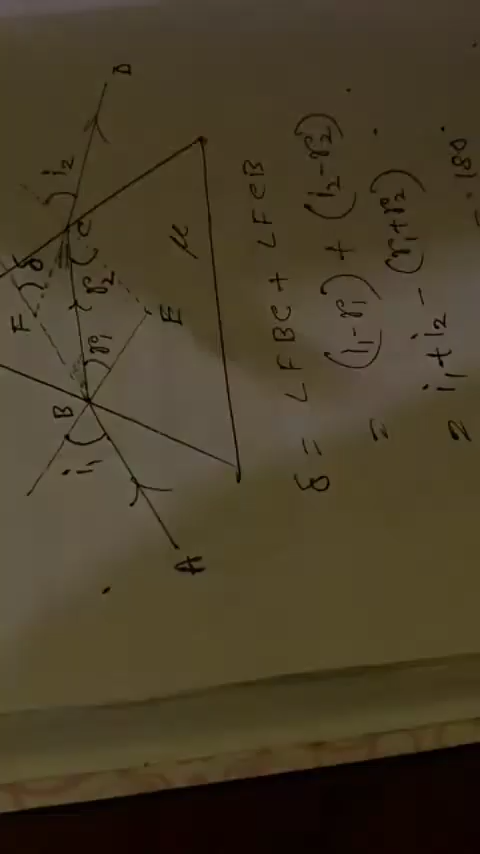 D
i₂
C
δ
F
r₂
μ
r₁
E
B
i₁
A
δ = ∠FBC + ∠FCB
= (i₁-r₁) + (i₂-r₂)
= i₁ + i₂ - (r₁+r₂)
180°